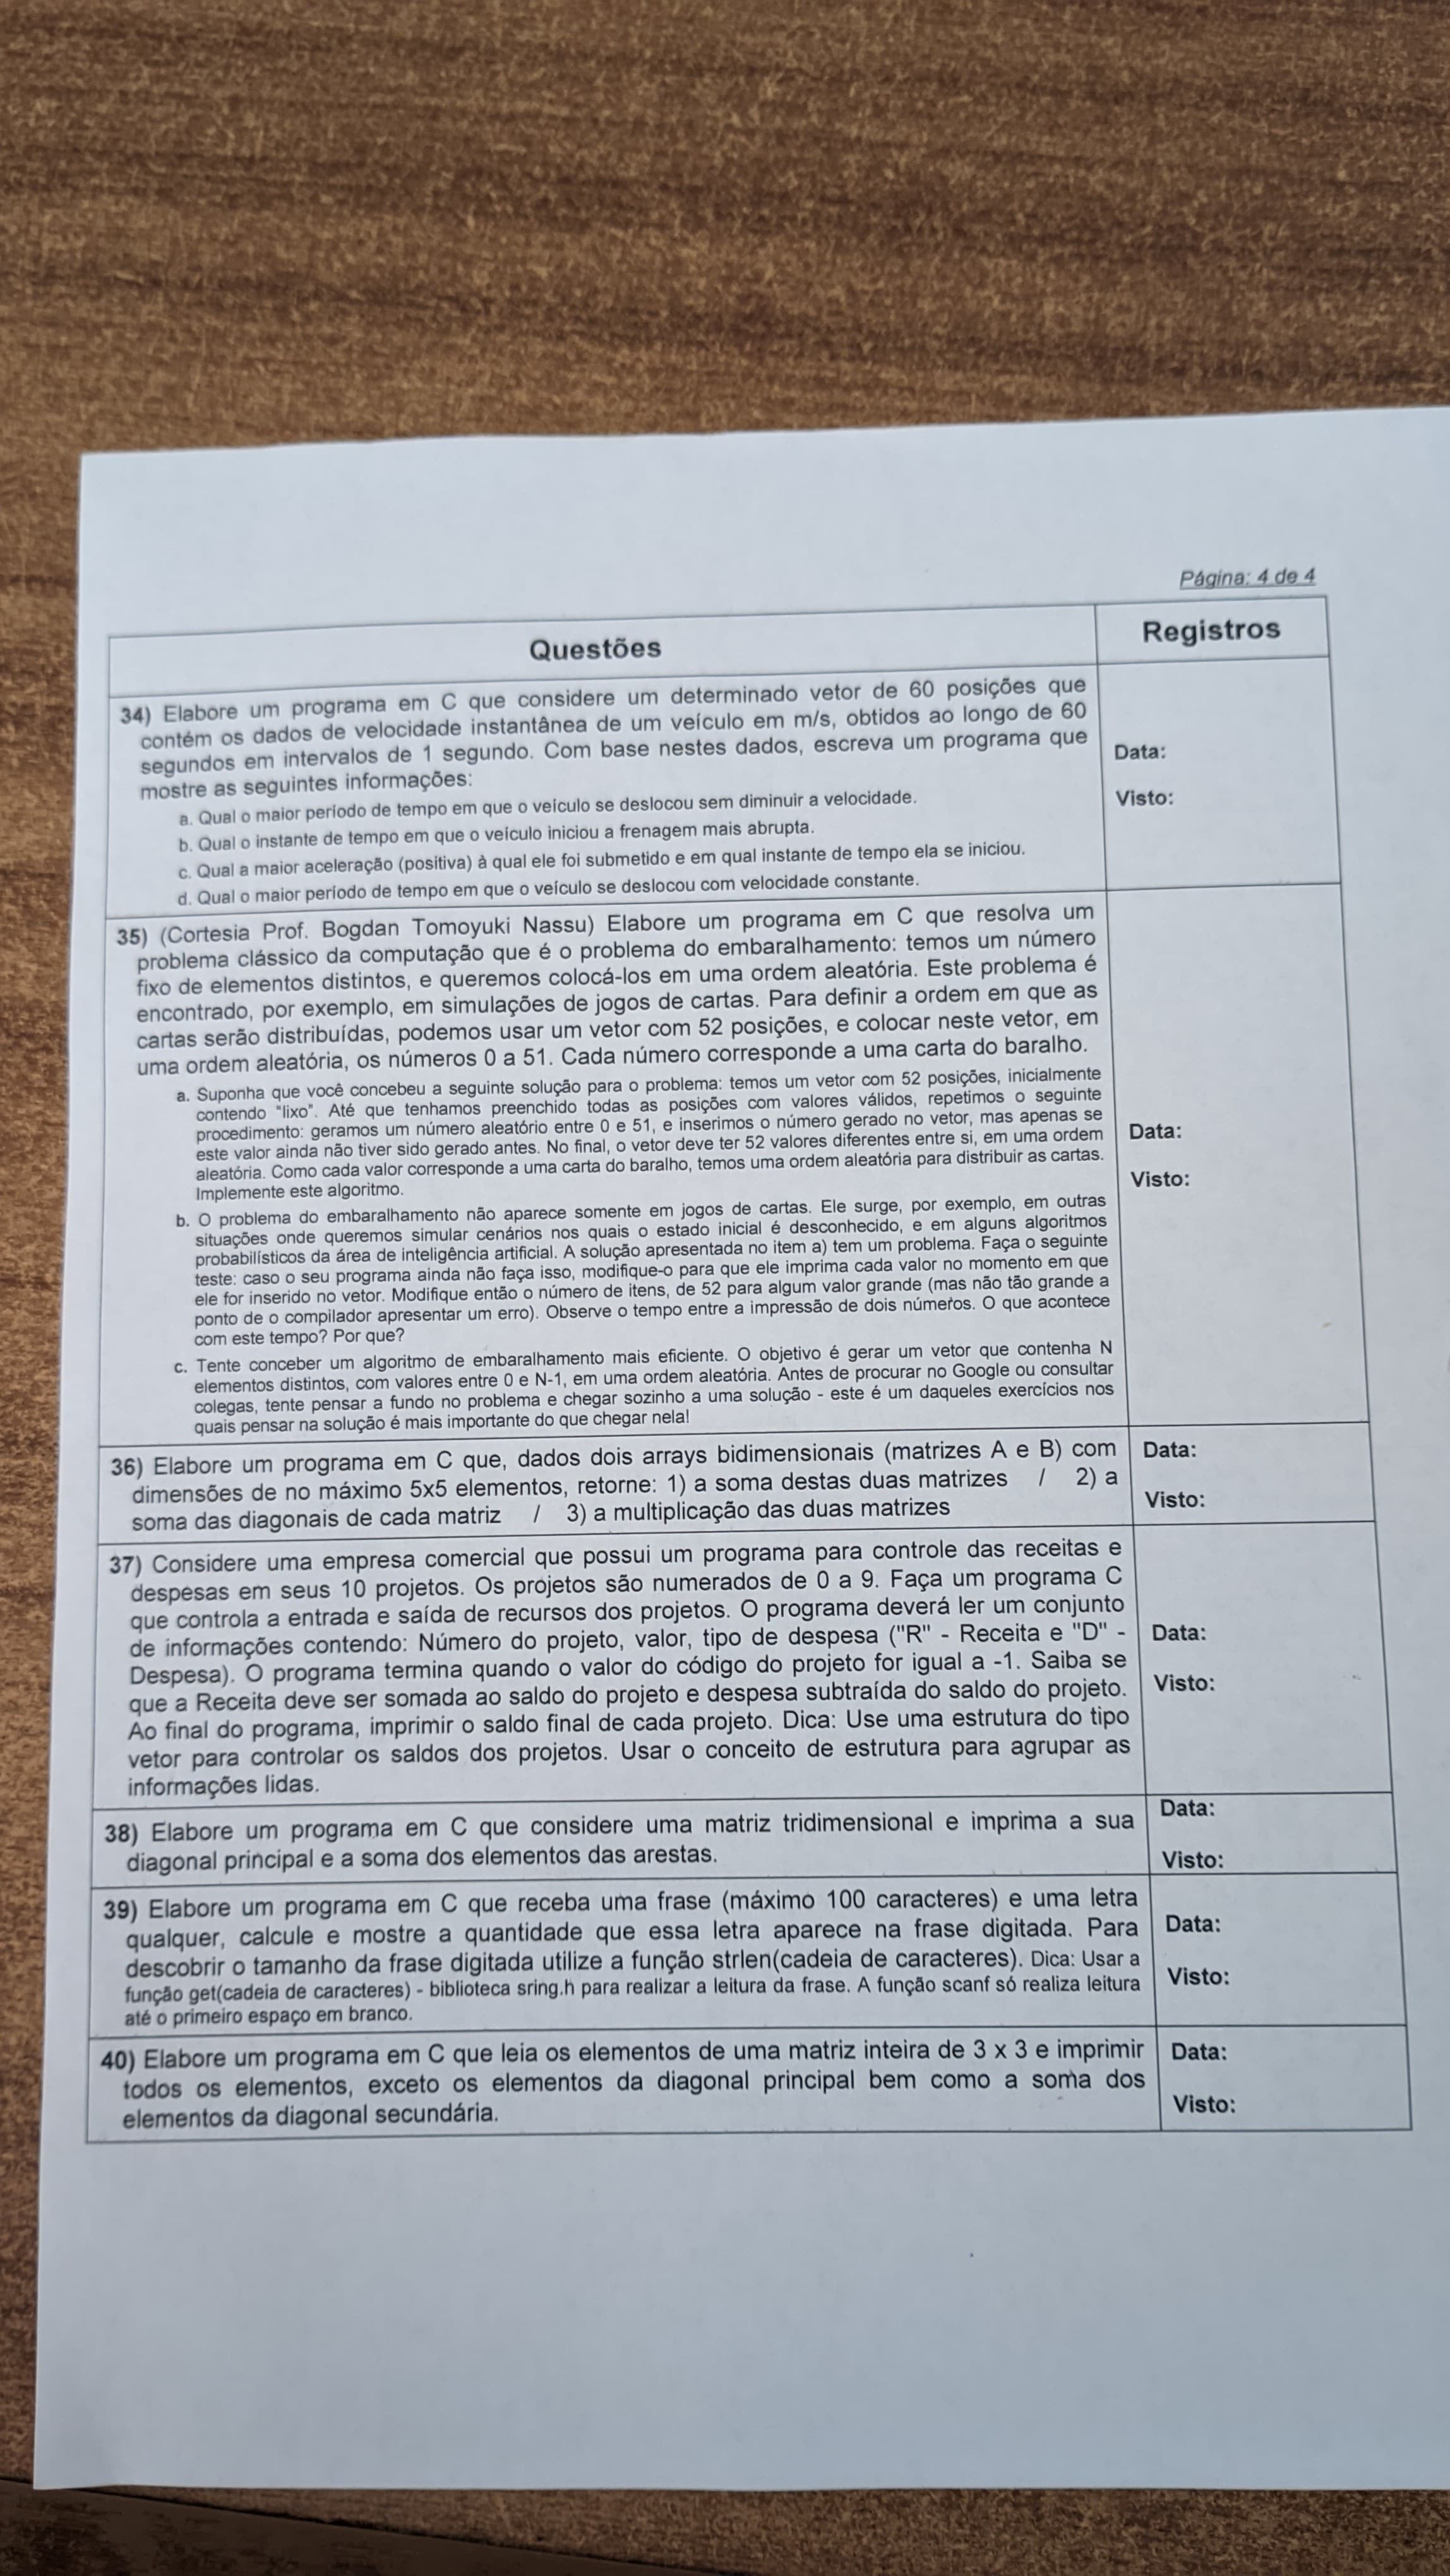 Página: 4 de 4
Questões
Registros
34) Elabore um programa em C que considere um determinado vetor de 60 posições que
contém os dados de velocidade instantânea de um veículo em m/s, obtidos ao longo de 60
segundos em intervalos de 1 segundo. Com base nestes dados, escreva um programa que
mostre as seguintes informações:
a. Qual o maior período de tempo em que o veículo se deslocou sem diminuir a velocidade.
b. Qual o instante de tempo em que o veículo iniciou a frenagem mais abrupta.
c. Qual a maior aceleração (positiva) à qual ele foi submetido e em qual instante de tempo ela se iniciou.
d. Qual o maior período de tempo em que o veículo se deslocou com velocidade constante.
Data:
Visto:
35) (Cortesia Prof. Bogdan Tomoyuki Nassu) Elabore um programa em C que resolva um
problema clássico da computação que é o problema do embaralhamento: temos um número
fixo de elementos distintos, e queremos colocá-los em uma ordem aleatória. Este problema é
encontrado, por exemplo, em simulações de jogos de cartas. Para definir a ordem em que as
cartas serão distribuídas, podemos usar um vetor com 52 posições, e colocar neste vetor, em
uma ordem aleatória, os números 0 a 51. Cada número corresponde a uma carta do baralho.
a. Suponha que você concebeu a seguinte solução para o problema: temos um vetor com 52 posições, inicialmente
contendo "lixo". Até que tenhamos preenchido todas as posições com valores válidos, repetimos o seguinte
procedimento: geramos um número aleatório entre 0 e 51, e inserimos o número gerado no vetor, mas apenas se
este valor ainda não tiver sido gerado antes. No final, o vetor deve ter 52 valores diferentes entre si, em uma ordem
aleatória. Como cada valor corresponde a uma carta do baralho, temos uma ordem aleatória para distribuir as cartas.
Implemente este algoritmo.
b. O problema do embaralhamento não aparece somente em jogos de cartas. Ele surge, por exemplo, em outras
situações onde queremos simular cenários nos quais o estado inicial é desconhecido, e em alguns algoritmos
probabilísticos da área de inteligência artificial. A solução apresentada no item a) tem um problema. Faça o seguinte
teste: caso o seu programa ainda não faça isso, modifique-o para que ele imprima cada valor no momento em que
ele for inserido no vetor. Modifique então o número de itens, de 52 para algum valor grande (mas não tão grande a
ponto de o compilador apresentar um erro). Observe o tempo entre a impressão de dois números. O que acontece
com este tempo? Por que?
c. Tente conceber um algoritmo de embaralhamento mais eficiente. O objetivo é gerar um vetor que contenha N
elementos distintos, com valores entre 0 e N-1, em uma ordem aleatória. Antes de procurar no Google ou consultar
colegas, tente pensar a fundo no problema e chegar sozinho a uma solução - este é um daqueles exercícios nos
quais pensar na solução é mais importante do que chegar nela!
Data:
Visto:
36) Elabore um programa em C que, dados dois arrays bidimensionais (matrizes A e B) com
dimensões de no máximo 5x5 elementos, retorne: 1) a soma destas duas matrizes / 2) a
soma das diagonais de cada matriz / 3) a multiplicação das duas matrizes
Data:
Visto:
37) Considere uma empresa comercial que possui um programa para controle das receitas e
despesas em seus 10 projetos. Os projetos são numerados de 0 a 9. Faça um programa C
que controla a entrada e saída de recursos dos projetos. O programa deverá ler um conjunto
de informações contendo: Número do projeto, valor, tipo de despesa ("R" - Receita e "D" -
Despesa). O programa termina quando o valor do código do projeto for igual a -1. Saiba se
que a Receita deve ser somada ao saldo do projeto e despesa subtraída do saldo do projeto.
Ao final do programa, imprimir o saldo final de cada projeto. Dica: Use uma estrutura do tipo
vetor para controlar os saldos dos projetos. Usar o conceito de estrutura para agrupar as
informações lidas.
Data:
Visto:
38) Elabore um programa em C que considere uma matriz tridimensional e imprima a sua
diagonal principal e a soma dos elementos das arestas.
Data:
Visto:
39) Elabore um programa em C que receba uma frase (máximo 100 caracteres) e uma letra
qualquer, calcule e mostre a quantidade que essa letra aparece na frase digitada. Para
descobrir o tamanho da frase digitada utilize a função strlen(cadeia de caracteres). Dica: Usar a
função get(cadeia de caracteres) - biblioteca sring.h para realizar a leitura da frase. A função scanf só realiza leitura
até o primeiro espaço em branco.
Data:
Visto:
40) Elabore um programa em C que leia os elementos de uma matriz inteira de 3 x 3 e imprimir
todos os elementos, exceto os elementos da diagonal principal bem como a soma dos
elementos da diagonal secundária.
Data:
Visto: